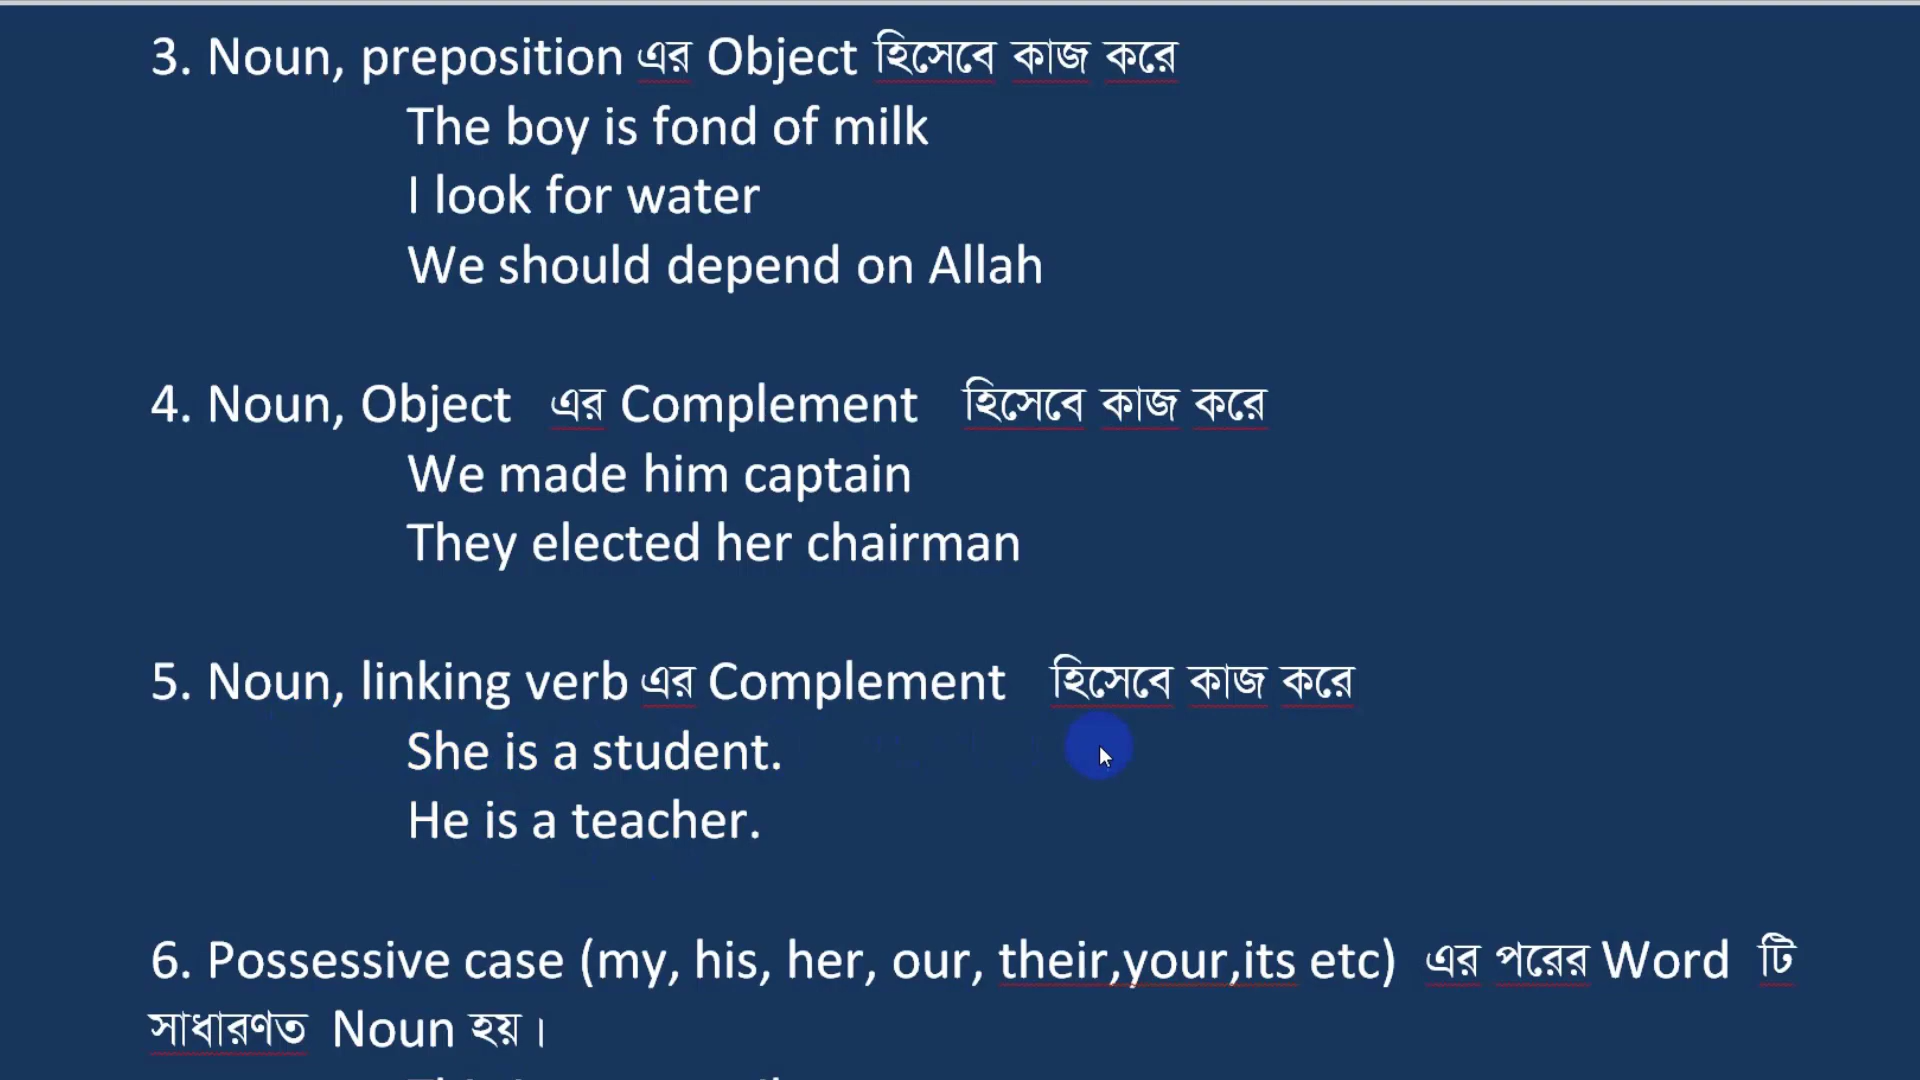 3. Noun, preposition এর Object হিসেবে কাজ করে
The boy is fond of milk
I look for water
We should depend on Allah
4. Noun, Object এর Complement হিসেবে কাজ করে
We made him captain
They elected her chairman
5. Noun, linking verb এর Complement হিসেবে কাজ করে
She is a student.
He is a teacher.
6. Possessive case (my, his, her, our, their,your,its etc) এর পরের Word টি
সাধারণত Noun হয়।